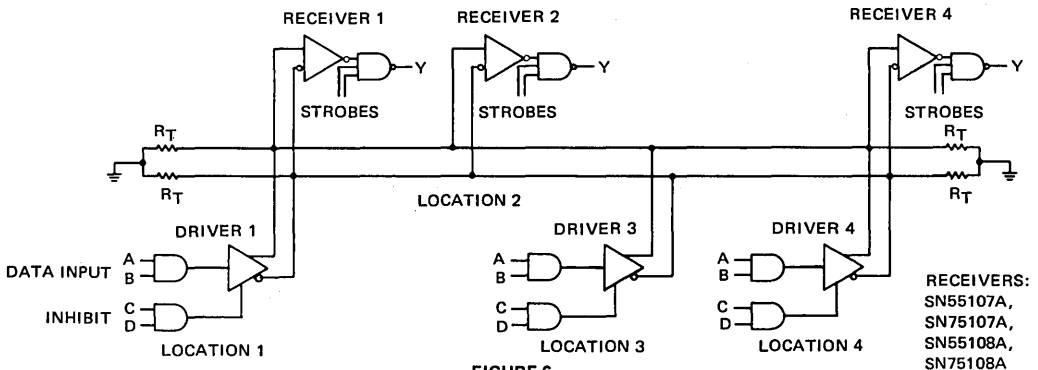 RECEIVER 1
RECEIVER 2
RECEIVER 4
Y
Y
Y
STROBES
STROBES
STROBES
RT
RT
RT
RT
LOCATION 2
DRIVER 1
DRIVER 3
DRIVER 4
DATA INPUT
A
B
A
B
A
B
INHIBIT
C
D
C
D
C
D
LOCATION 1
LOCATION 3
LOCATION 4
RECEIVERS:
SN55107A,
SN75107A,
SN55108A,
SN75108A